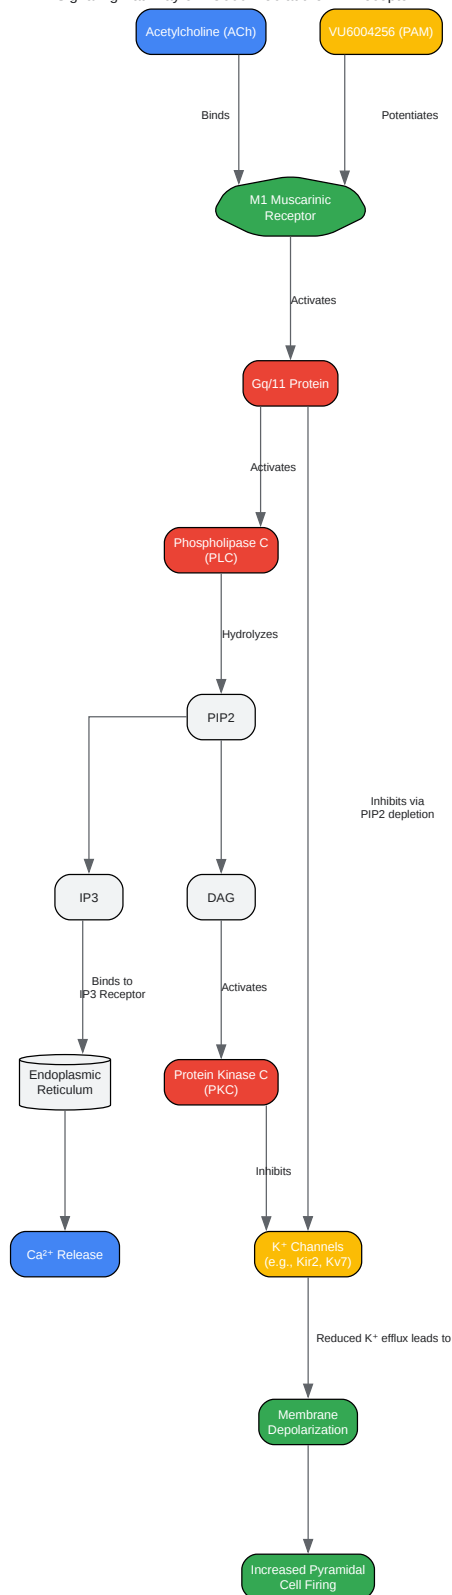 Acetylcholine (ACh)
VU6004256 (PAM)
Binds
Potentiates
M1 Muscarinic
Receptor
Activates
Gq/11 Protein
Activates
Phospholipase C
(PLC)
Hydrolyzes
PIP2
Inhibits via
PIP2 depletion
IP3
DAG
Binds to
IP3 Receptor
Activates
Endoplasmic
Reticulum
Protein Kinase C
(PKC)
Inhibits
Ca²⁺ Release
K⁺ Channels
(e.g., Kir2, Kv7)
Reduced K⁺ efflux leads to
Membrane
Depolarization
Increased Pyramidal
Cell Firing